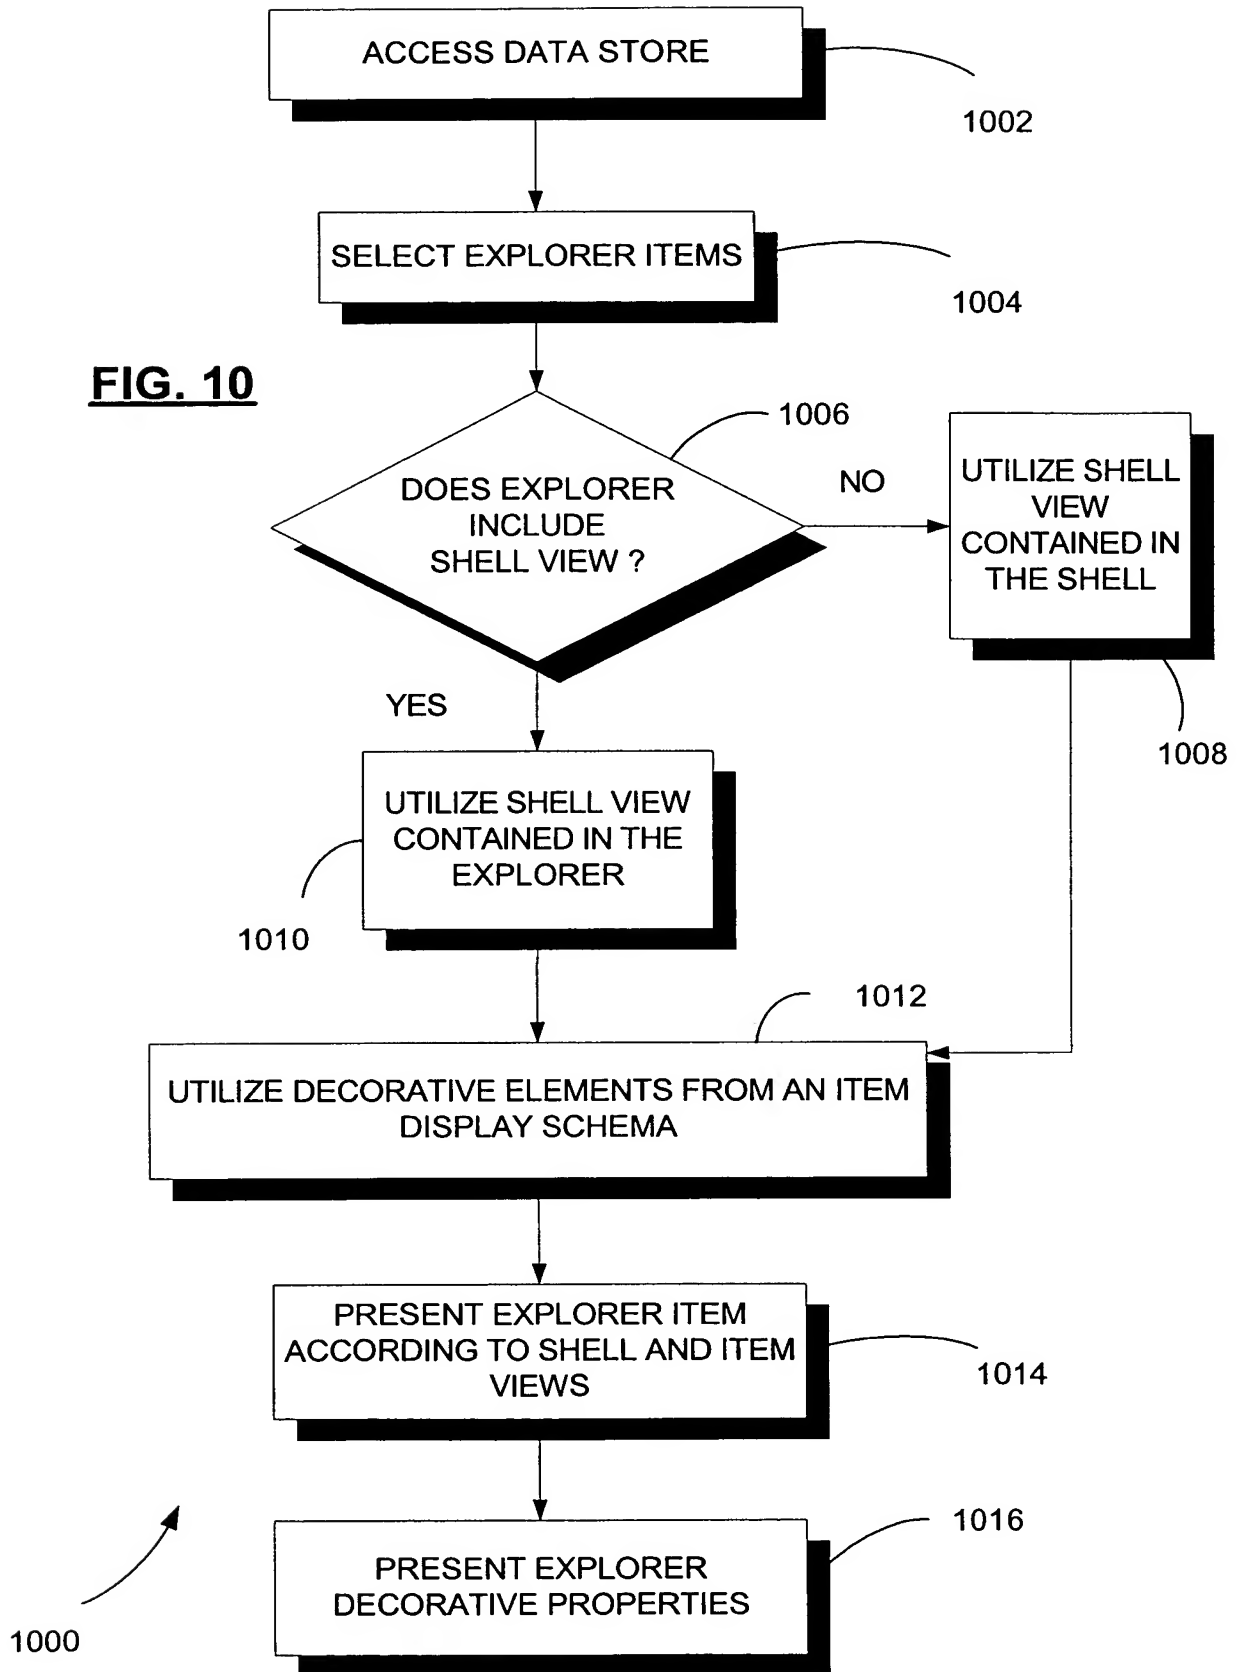 ACCESS DATA STORE
1002
SELECT EXPLORER ITEMS
1004
FIG. 10
1006
DOES EXPLORER
INCLUDE
SHELL VIEW ?
NO
UTILIZE SHELL
VIEW
CONTAINED IN
THE SHELL
1008
YES
UTILIZE SHELL VIEW
CONTAINED IN THE
EXPLORER
1010
1012
UTILIZE DECORATIVE ELEMENTS FROM AN ITEM
DISPLAY SCHEMA
PRESENT EXPLORER ITEM
ACCORDING TO SHELL AND ITEM
VIEWS
1014
1016
PRESENT EXPLORER
DECORATIVE PROPERTIES
1000